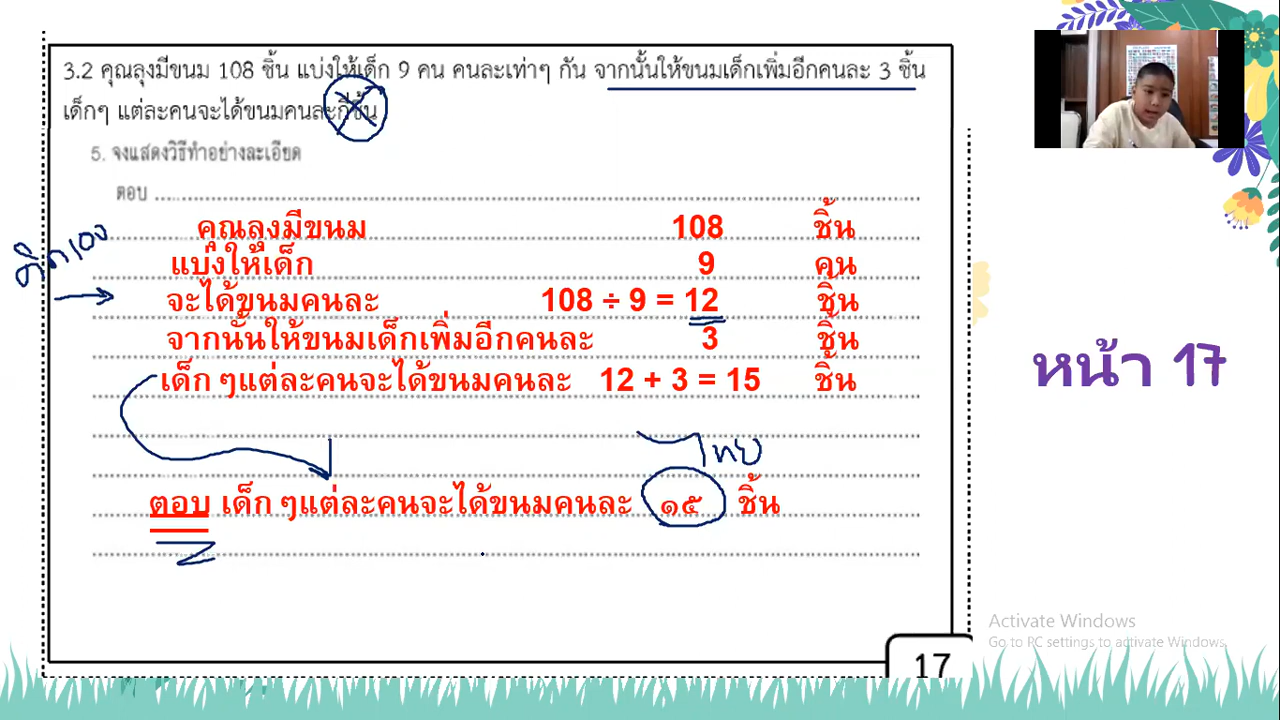 3.2 คุณลุงมีขนม 108 ชิ้น แบ่งให้เด็ก 9 คน คนละเท่าๆ กัน จากนั้นให้ขนมเด็กเพิ่มอีกคนละ 3 ชิ้น
เด็กๆ แต่ละคนจะได้ขนมคนละกี่ชิ้น
5. จงแสดงวิธีทำอย่างละเอียด
ตอบ
คุณลุงมีขนม 108 ชิ้น
แบ่งให้เด็ก 9 คน
คิดเอง
จะได้ขนมคนละ 108 ÷ 9 = 12 ชิ้น
จากนั้นให้ขนมเด็กเพิ่มอีกคนละ 3 ชิ้น
เด็ก ๆแต่ละคนจะได้ขนมคนละ 12 + 3 = 15 ชิ้น
ไทย
ตอบ เด็ก ๆแต่ละคนจะได้ขนมคนละ ๑๕ ชิ้น
17
หน้า 17
Activate Windows
Go to PC settings to activate Windows.